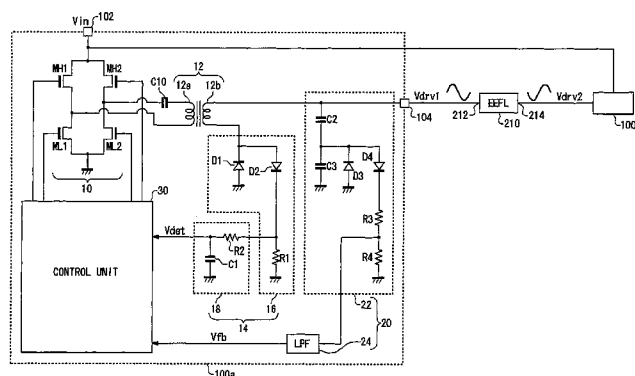 Vin 102
MH1 MH2
C10
12
12a 12b
ML1 ML2
10
30
CONTROL UNIT
Vdet
R2
C1
18
14
16
D1 D2
R1
C2
C3 D3 D4
R3
R4
22
20
24
LPF
Vfb
100a
Vdrv1
104
212
EEFL
210
Vdrv2
214